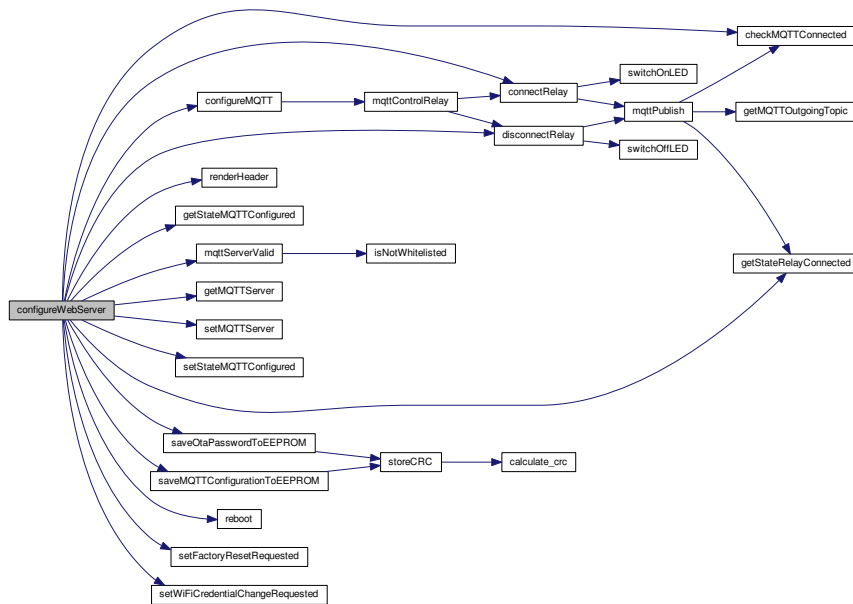 checkMQTTConnected
switchOnLED
connectRelay
configureMQTT
mqttControlRelay
mqttPublish
getMQTTOutgoingTopic
disconnectRelay
switchOffLED
renderHeader
getStateMQTTConfigured
mqttServerValid
isNotWhitelisted
getStateRelayConnected
getMQTTServer
configureWebServer
setMQTTServer
setStateMQTTConfigured
saveOtaPasswordToEEPROM
storeCRC
calculate_crc
saveMQTTConfigurationToEEPROM
reboot
setFactoryResetRequested
setWiFiCredentialChangeRequested